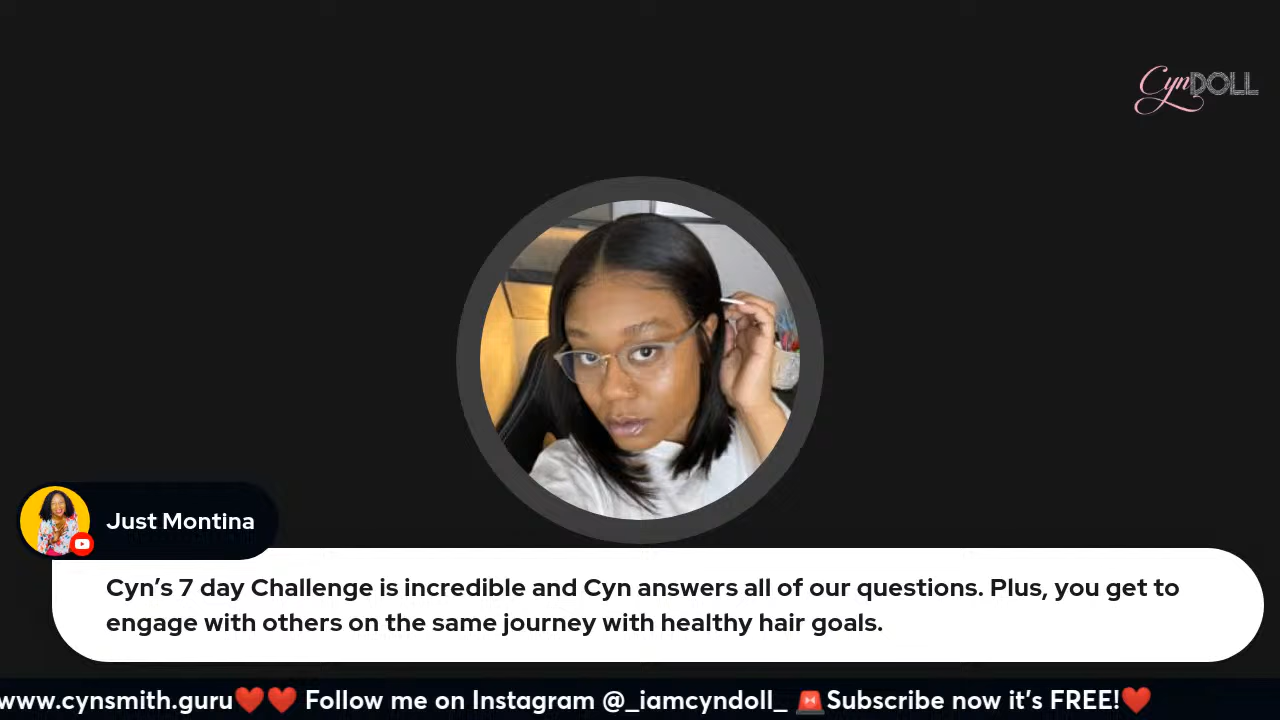 CynDOLL
Just Montina
Cyn’s 7 day Challenge is incredible and Cyn answers all of our questions. Plus, you get to
engage with others on the same journey with healthy hair goals.
www.cynsmith.guru❤️❤️ Follow me on Instagram @_iamcyndoll_ 🚨Subscribe now it’s FREE!❤️